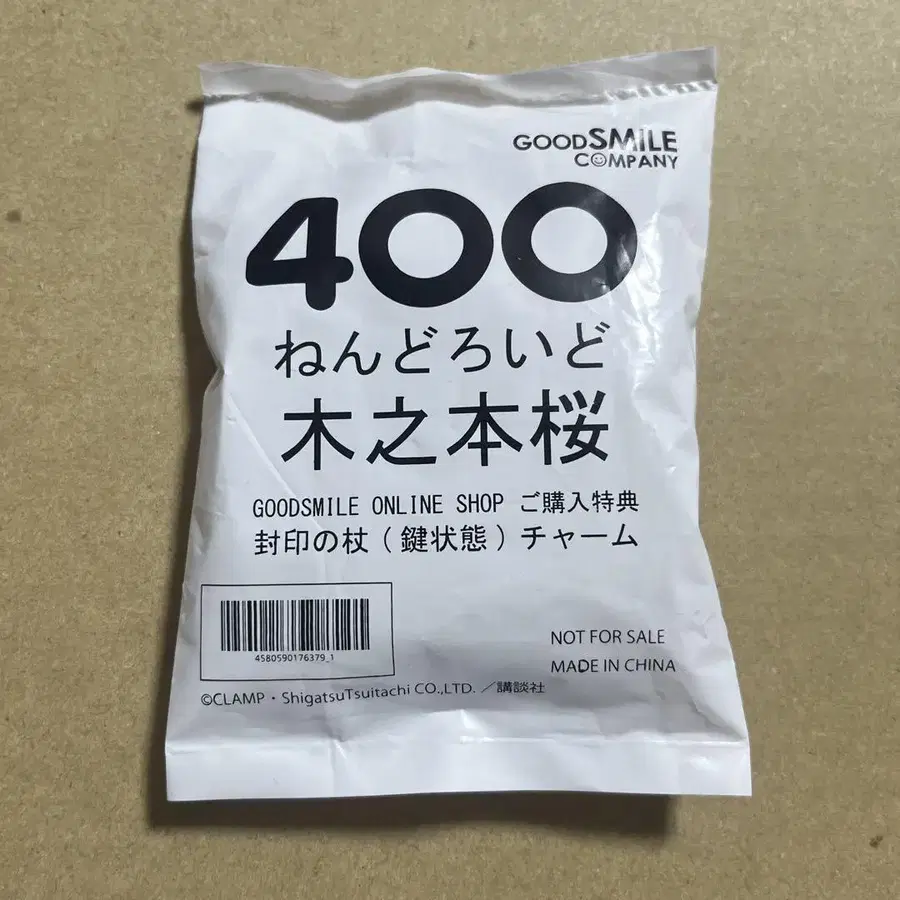 GOODSMILE
COMPANY
400
ねんどろいど
木之本桜
GOODSMILE ONLINE SHOP ご購入特典
封印の杖(鍵状態)チャーム
4580590176379_1
NOT FOR SALE
MADE IN CHINA
©CLAMP・ShigatsuTsuitachi CO.,LTD.／講談社